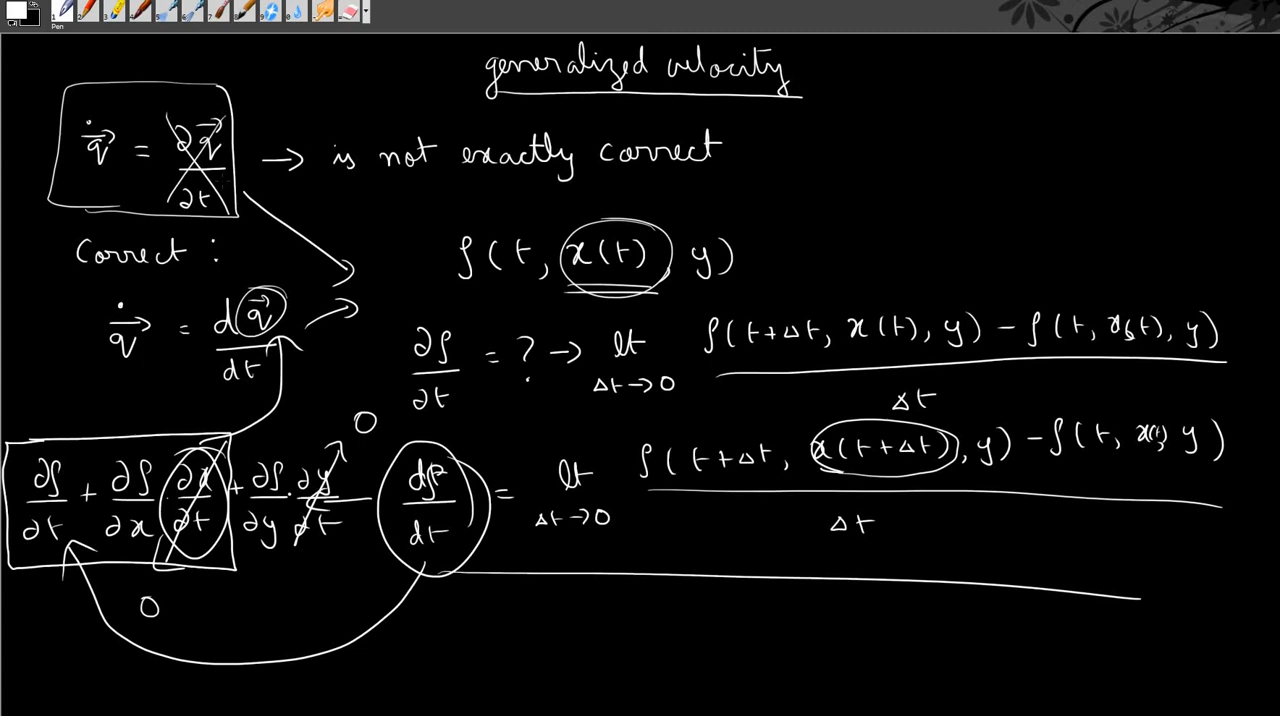 Pen
generalized velocity
q̇⃗ = ∂q⃗/∂t → is not exactly correct
Correct :
f(t, x(t), y)
q̇⃗ = dq⃗/dt
∂f/∂t = ? → lt Δt→0 f(t+Δt, x(t), y) − f(t, x(t), y) / Δt
0
∂f/∂t + ∂f/∂x · ∂x/∂t + ∂f/∂y · ∂y/∂t = df/dt = lt Δt→0 f(t+Δt, x(t+Δt), y) − f(t, x(t), y) / Δt
0